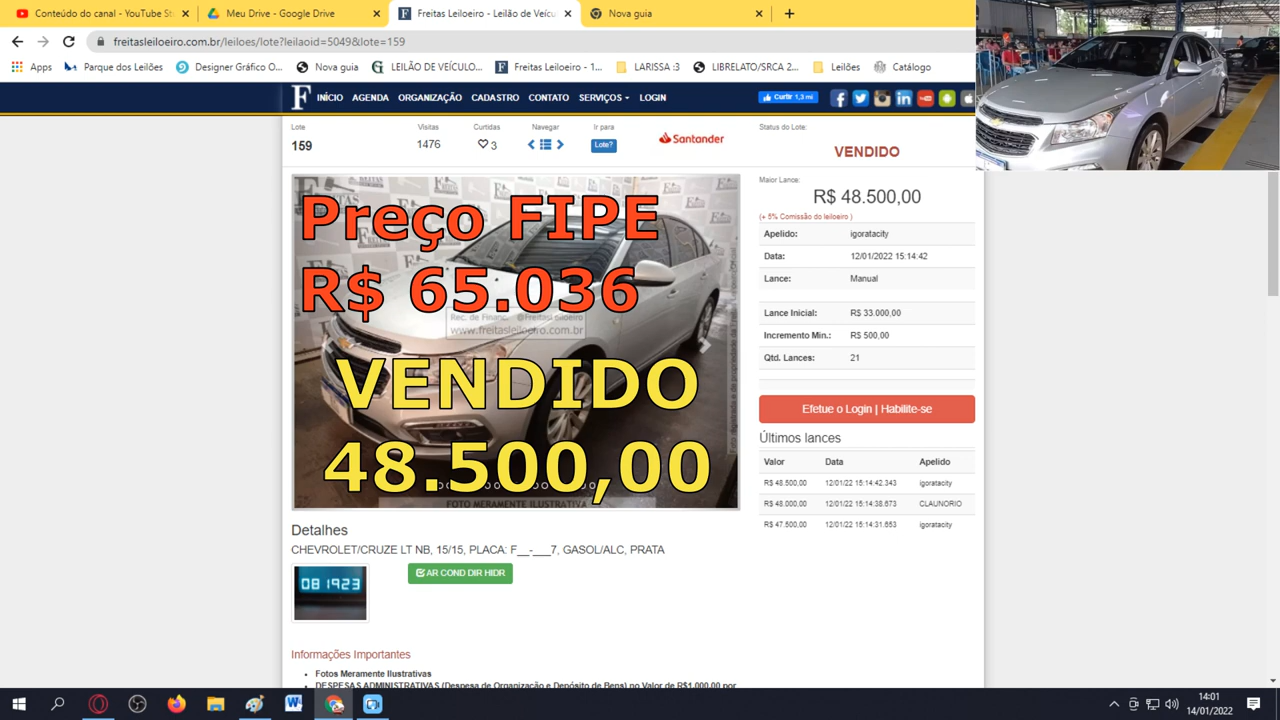 Conteúdo do canal - YouTube St
Meu Drive - Google Drive
Freitas Leiloeiro - Leilão de Veícu
Nova guia
freitasleiloeiro.com.br/leiloes/lote?leilaoid=5049&lote=159
Apps
Parque dos Leilões
Designer Gráfico O...
Nova guia
LEILÃO DE VEÍCULO...
Freitas Leiloeiro - 1...
LARISSA :3
LIBRELATO/SRCA 2...
Leilões
Catálogo
F INÍCIO AGENDA ORGANIZAÇÃO CADASTRO CONTATO SERVIÇOS LOGIN
Curtir 1,3 mi
Lote Visitas Curtidas Navegar Ir para
159 1476 3 Lote?
Santander
Status do Lote:
VENDIDO
Maior Lance:
R$ 48.500,00
(+ 5% Comissão do leiloeiro )
Apelido: igoratacity
Data: 12/01/2022 15:14:42
Lance: Manual
Lance Inicial: R$ 33.000,00
Incremento Min.: R$ 500,00
Qtd. Lances: 21
Efetue o Login | Habilite-se
Últimos lances
Valor Data Apelido
R$ 48.500,00 12/01/22 15:14:42.343 igoratacity
R$ 48.000,00 12/01/22 15:14:38.673 CLAUNORIO
R$ 47.500,00 12/01/22 15:14:31.653 igoratacity
Preço FIPE
R$ 65.036
Rec. de Financ. @FreitasLeiloeiro
www.freitasleiloeiro.com.br
VENDIDO
48.500,00
FOTO MERAMENTE ILUSTRATIVA
Detalhes
CHEVROLET/CRUZE LT NB, 15/15, PLACA: F__-___7, GASOL/ALC, PRATA
081923
AR COND DIR HIDR
Informações Importantes
Fotos Meramente Ilustrativas
DESPESAS ADMINISTRATIVAS (Despesa de Organização e Depósito de Bens) no Valor de R$1.000,00 por
14:01
14/01/2022